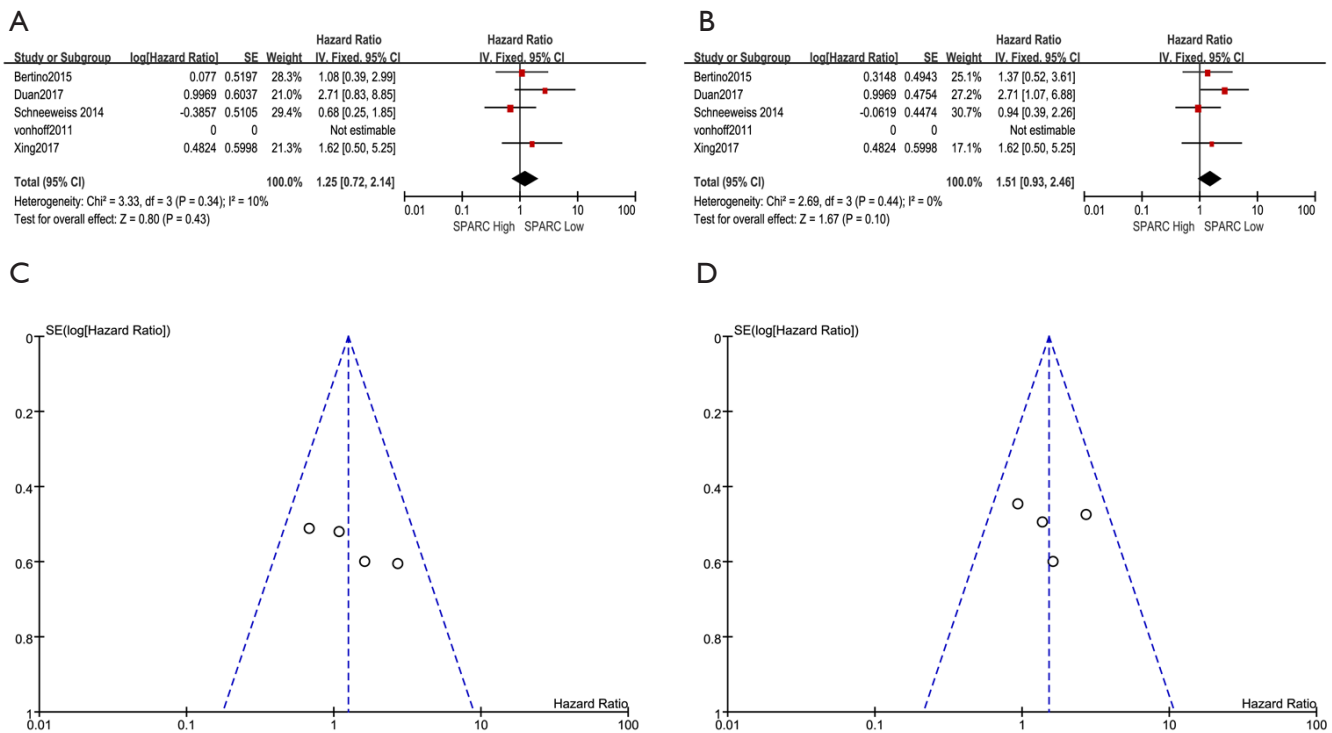 A
Hazard Ratio Hazard Ratio
Study or Subgroup log[Hazard Ratio] SE Weight IV. Fixed. 95% CI IV. Fixed. 95% CI
Bertino2015 0.077 0.5197 28.3% 1.08 [0.39, 2.99]
Duan2017 0.9969 0.6037 21.0% 2.71 [0.83, 8.85]
Schneeweiss 2014 -0.3857 0.5105 29.4% 0.68 [0.25, 1.85]
vonhoff2011 0 0 Not estimable
Xing2017 0.4824 0.5998 21.3% 1.62 [0.50, 5.25]
Total (95% CI) 100.0% 1.25 [0.72, 2.14]
Heterogeneity: Chi² = 3.33, df = 3 (P = 0.34); I² = 10%
Test for overall effect: Z = 0.80 (P = 0.43)
0.01 0.1 1 10 100
SPARC High SPARC Low
B
Hazard Ratio Hazard Ratio
Study or Subgroup log[Hazard Ratio] SE Weight IV. Fixed. 95% CI IV. Fixed. 95% CI
Bertino2015 0.3148 0.4943 25.1% 1.37 [0.52, 3.61]
Duan2017 0.9969 0.4754 27.2% 2.71 [1.07, 6.88]
Schneeweiss 2014 -0.0619 0.4474 30.7% 0.94 [0.39, 2.26]
vonhoff2011 0 0 Not estimable
Xing2017 0.4824 0.5998 17.1% 1.62 [0.50, 5.25]
Total (95% CI) 100.0% 1.51 [0.93, 2.46]
Heterogeneity: Chi² = 2.69, df = 3 (P = 0.44); I² = 0%
Test for overall effect: Z = 1.67 (P = 0.10)
0.01 0.1 1 10 100
SPARC High SPARC Low
C
SE(log[Hazard Ratio])
0
0.2
0.4
0.6
0.8
1
Hazard Ratio
0.01 0.1 1 10 100
D
SE(log[Hazard Ratio])
0
0.2
0.4
0.6
0.8
1
Hazard Ratio
0.01 0.1 1 10 100